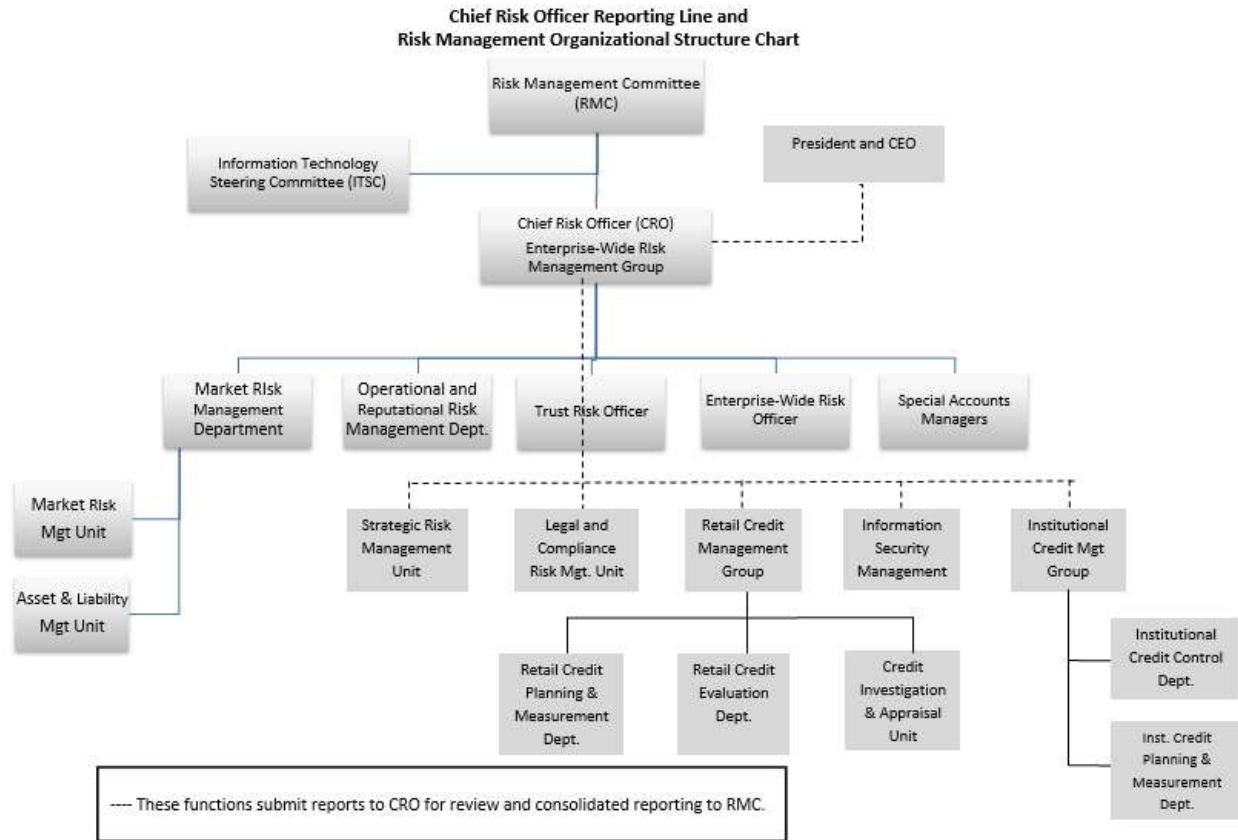 Chief Risk Officer Reporting Line and
Risk Management Organizational Structure Chart
Risk Management Committee
(RMC)
President and CEO
Information Technology
Steering Committee (ITSC)
Chief Risk Officer (CRO)
Enterprise-Wide RIsk
Management Group
Market RIsk
Management
Department
Operational and
Reputational Risk
Management Dept.
Trust Risk Officer
Enterprise-Wide Risk
Officer
Special Accounts
Managers
Market RIsk
Mgt Unit
Asset & Liability
Mgt Unit
Strategic Risk
Management
Unit
Legal and
Compliance
Risk Mgt. Unit
Retail Credit
Management
Group
Information
Security
Management
Institutional
Credit Mgt
Group
Retail Credit
Planning &
Measurement
Dept.
Retail Credit
Evaluation
Dept.
Credit
Investigation
& Appraisal
Unit
Institutional
Credit Control
Dept.
Inst. Credit
Planning &
Measurement
Dept.
---- These functions submit reports to CRO for review and consolidated reporting to RMC.